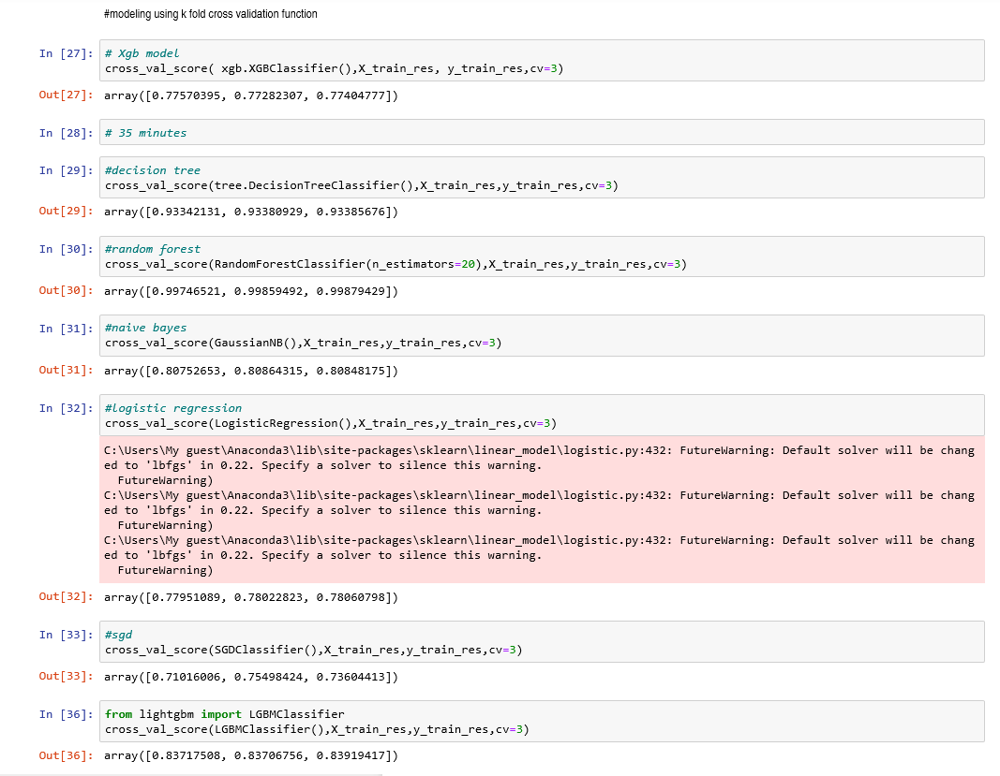 #modeling using k fold cross validation function
In [27]: # Xgb model
cross_val_score( xgb.XGBClassifier(),X_train_res, y_train_res,cv=3)
Out[27]: array([0.77570395, 0.77282307, 0.77404777])
In [28]: # 35 minutes
In [29]: #decision tree
cross_val_score(tree.DecisionTreeClassifier(),X_train_res,y_train_res,cv=3)
Out[29]: array([0.93342131, 0.93380929, 0.93385676])
In [30]: #random forest
cross_val_score(RandomForestClassifier(n_estimators=20),X_train_res,y_train_res,cv=3)
Out[30]: array([0.99746521, 0.99859492, 0.99879429])
In [31]: #naive bayes
cross_val_score(GaussianNB(),X_train_res,y_train_res,cv=3)
Out[31]: array([0.80752653, 0.80864315, 0.80848175])
In [32]: #logistic regression
cross_val_score(LogisticRegression(),X_train_res,y_train_res,cv=3)
C:\Users\My guest\Anaconda3\lib\site-packages\sklearn\linear_model\logistic.py:432: FutureWarning: Default solver will be chang
ed to 'lbfgs' in 0.22. Specify a solver to silence this warning.
FutureWarning)
C:\Users\My guest\Anaconda3\lib\site-packages\sklearn\linear_model\logistic.py:432: FutureWarning: Default solver will be chang
ed to 'lbfgs' in 0.22. Specify a solver to silence this warning.
FutureWarning)
C:\Users\My guest\Anaconda3\lib\site-packages\sklearn\linear_model\logistic.py:432: FutureWarning: Default solver will be chang
ed to 'lbfgs' in 0.22. Specify a solver to silence this warning.
FutureWarning)
Out[32]: array([0.77951089, 0.78022823, 0.78060798])
In [33]: #sgd
cross_val_score(SGDClassifier(),X_train_res,y_train_res,cv=3)
Out[33]: array([0.71016006, 0.75498424, 0.73604413])
In [36]: from lightgbm import LGBMClassifier
cross_val_score(LGBMClassifier(),X_train_res,y_train_res,cv=3)
Out[36]: array([0.83717508, 0.83706756, 0.83919417])